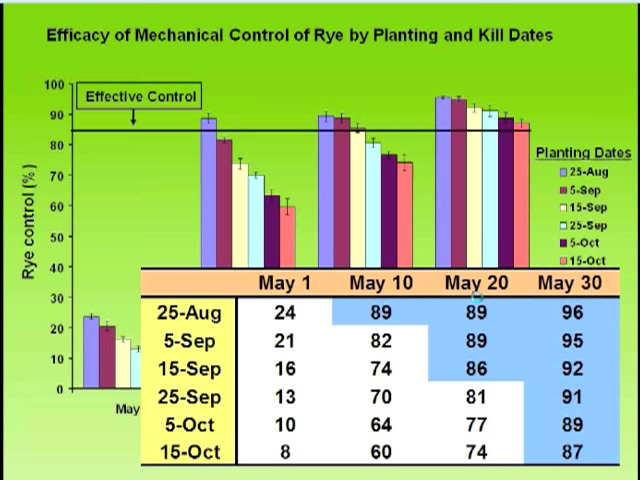 Efficacy of Mechanical Control of Rye by Planting and Kill Dates
Effective Control
Rye control (%)
100
90
80
70
60
50
40
30
20
10
0
May
Planting Dates
25-Aug
5-Sep
15-Sep
25-Sep
5-Oct
15-Oct
May 1 May 10 May 20 May 30
25-Aug 24 89 89 96
5-Sep 21 82 89 95
15-Sep 16 74 86 92
25-Sep 13 70 81 91
5-Oct 10 64 77 89
15-Oct 8 60 74 87